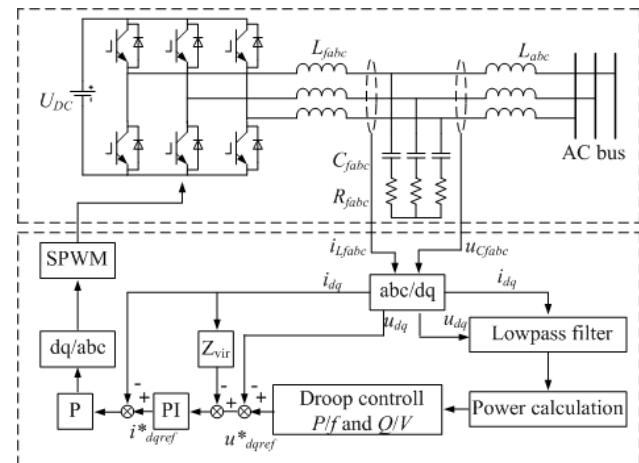 L_fabc
L_abc
U_DC
C_fabc
AC bus
R_fabc
i_Lfabc
u_Cfabc
SPWM
i_dq
abc/dq
i_dq
u_dq
u_dq
Lowpass filter
dq/abc
Z_vir
- - -
P
+
PI
+
+
Droop controll
P/f and Q/V
Power calculation
i*_dqref
u*_dqref